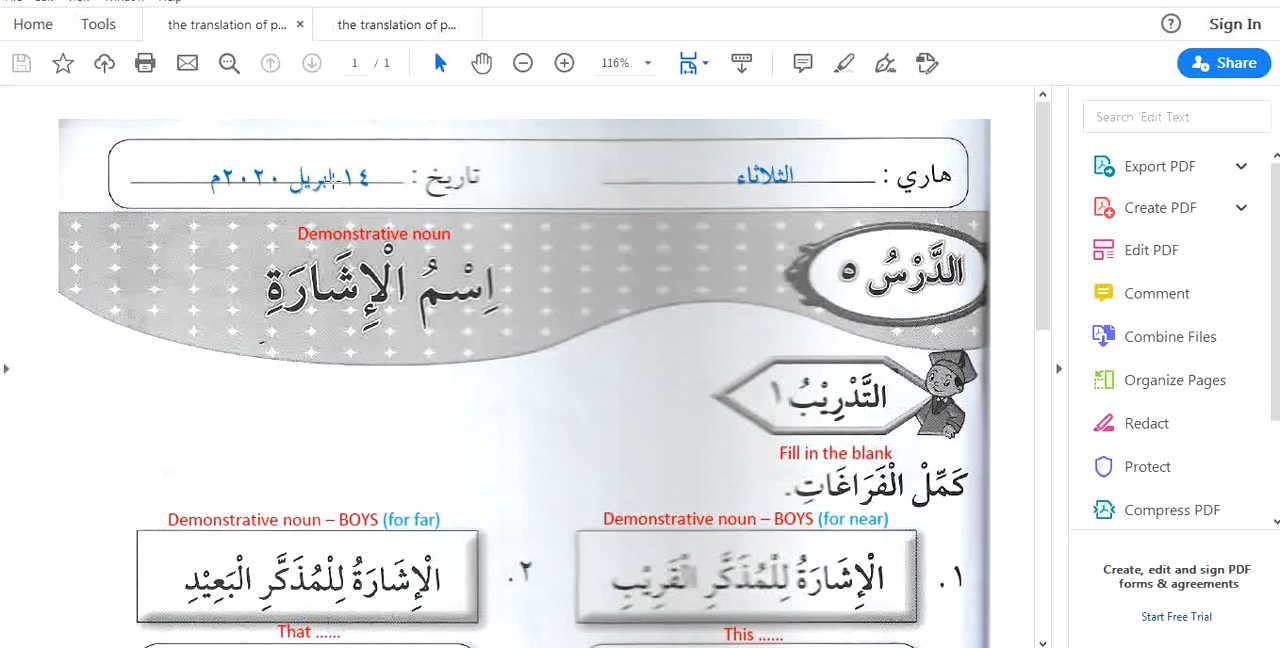 Home Tools the translation of p... × the translation of p... Sign In
1 / 1 116% Share
هاري : الثلاثاء تاريخ : ١٤ ابريل ٢٠٢٠م
Demonstrative noun
الدَّرْسُ ٥ اِسْمُ الْإِشَارَةِ
التَّدْرِيْبُ ١
Fill in the blank
كَمِّلْ الْفَرَاغَاتِ.
Demonstrative noun – BOYS (for near) Demonstrative noun – BOYS (for far)
١. الْإِشَارَةُ لِلْمُذَكَّرِ الْقَرِيْبِ ٢. الْإِشَارَةُ لِلْمُذَكَّرِ الْبَعِيْدِ
This ...... That ......
Search 'Edit Text'
Export PDF
Create PDF
Edit PDF
Comment
Combine Files
Organize Pages
Redact
Protect
Compress PDF
Create, edit and sign PDF
forms & agreements
Start Free Trial